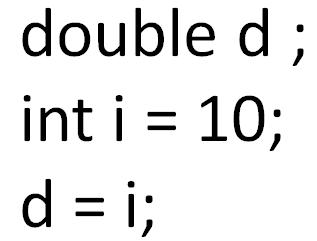 double d ;
int i = 10;
d = i;